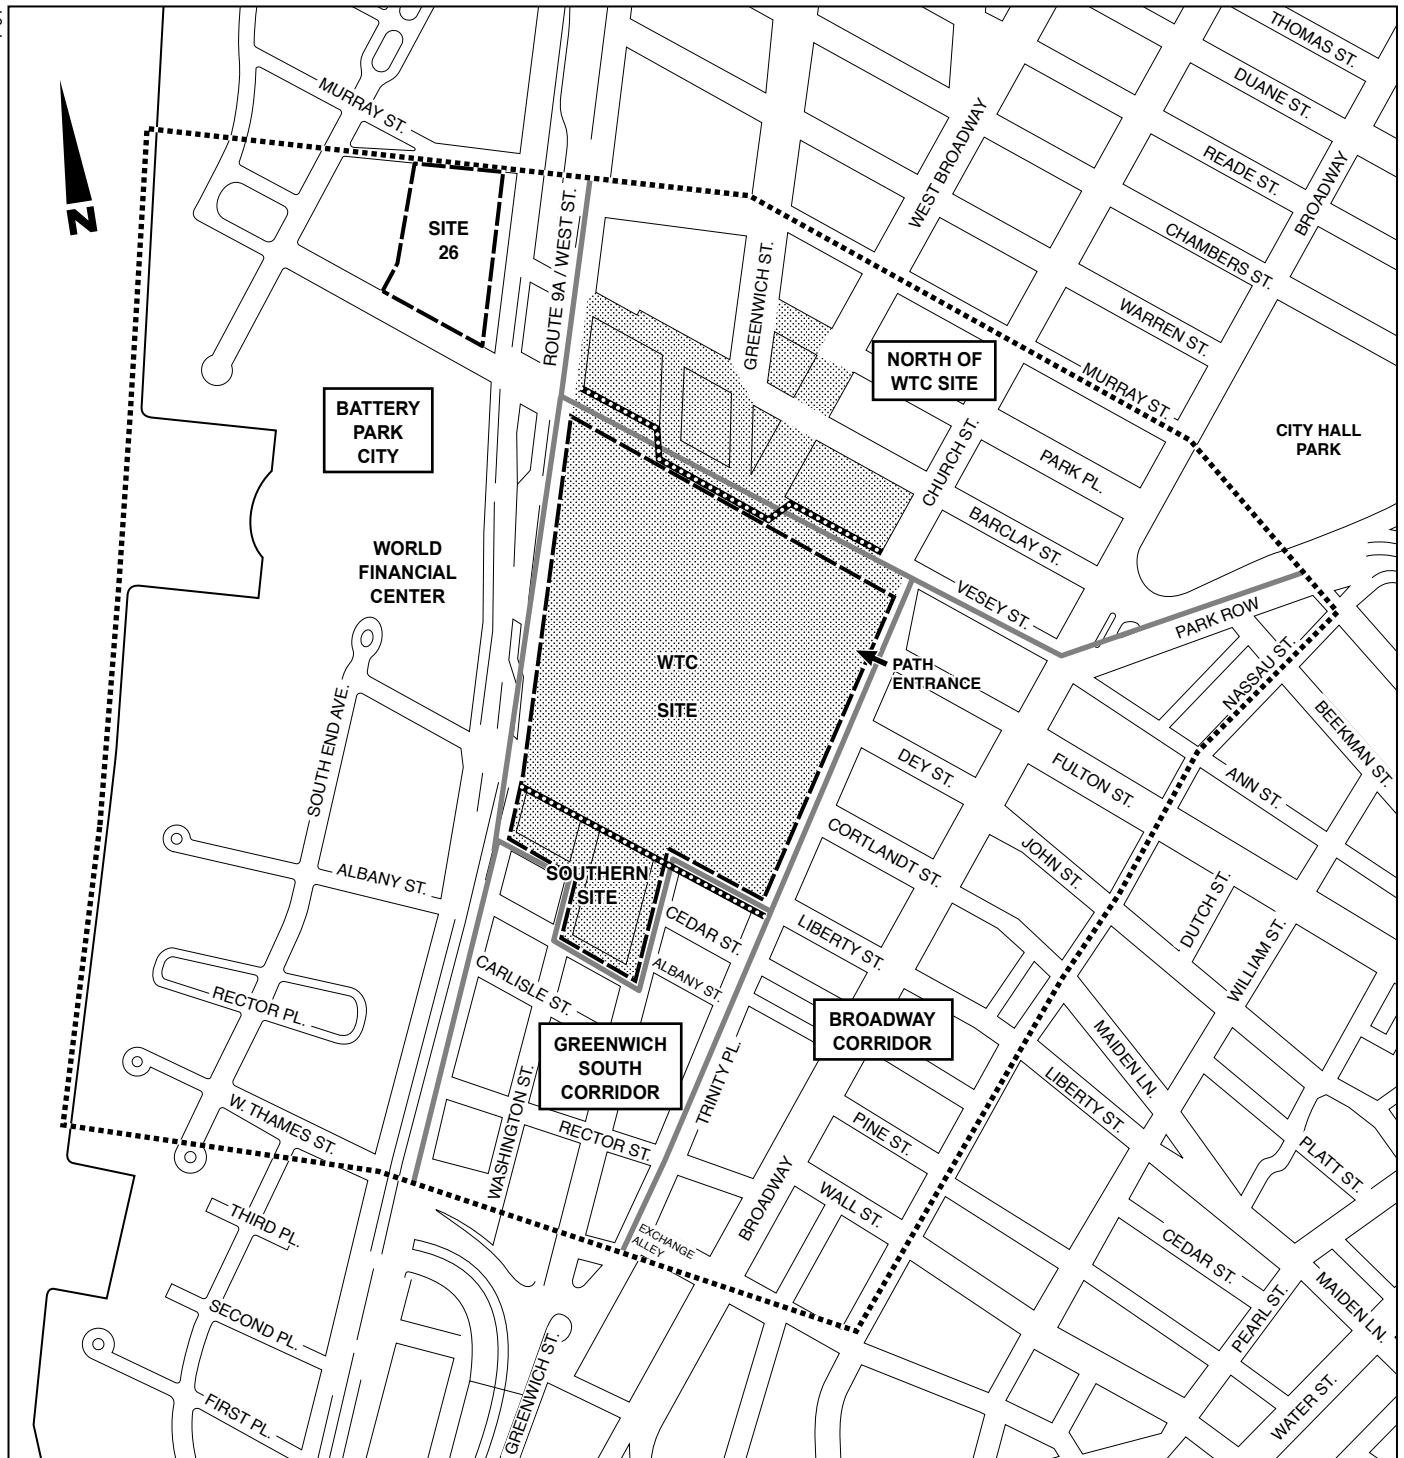 THOMAS ST.
DUANE ST.
READE ST.
BROADWAY
CHAMBERS ST.
WARREN ST.
MURRAY ST.
WEST BROADWAY
MURRAY ST.
N
SITE
26
ROUTE 9A / WEST ST.
GREENWICH ST.
NORTH OF
WTC SITE
BATTERY
PARK
CITY
CITY HALL
PARK
CHURCH ST.
PARK PL.
BARCLAY ST.
VESEY ST.
PARK ROW
WORLD
FINANCIAL
CENTER
WTC
SITE
PATH
ENTRANCE
NASSAU ST.
BEEKMAN ST.
SOUTH END AVE.
DEY ST.
FULTON ST.
ANN ST.
CORTLANDT ST.
JOHN ST.
ALBANY ST.
SOUTHERN
SITE
DUTCH ST.
WILLIAM ST.
CEDAR ST.
LIBERTY ST.
ALBANY ST.
CARLISLE ST.
RECTOR PL.
GREENWICH
SOUTH
CORRIDOR
BROADWAY
CORRIDOR
TRINITY PL.
MAIDEN LN.
LIBERTY ST.
W. THAMES ST.
WASHINGTON ST.
RECTOR ST.
PINE ST.
PLATT ST.
WALL ST.
BROADWAY
THIRD PL.
EXCHANGE
ALLEY
CEDAR ST.
MAIDEN LN.
PEARL ST.
SECOND PL.
GREENWICH ST.
FIRST PL.
WATER ST.